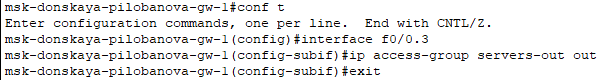 msk-donskaya-pilobanova-gw-1#conf t
Enter configuration commands, one per line.  End with CNTL/Z.
msk-donskaya-pilobanova-gw-1(config)#interface f0/0.3
msk-donskaya-pilobanova-gw-1(config-subif)#ip access-group servers-out out
msk-donskaya-pilobanova-gw-1(config-subif)#exit